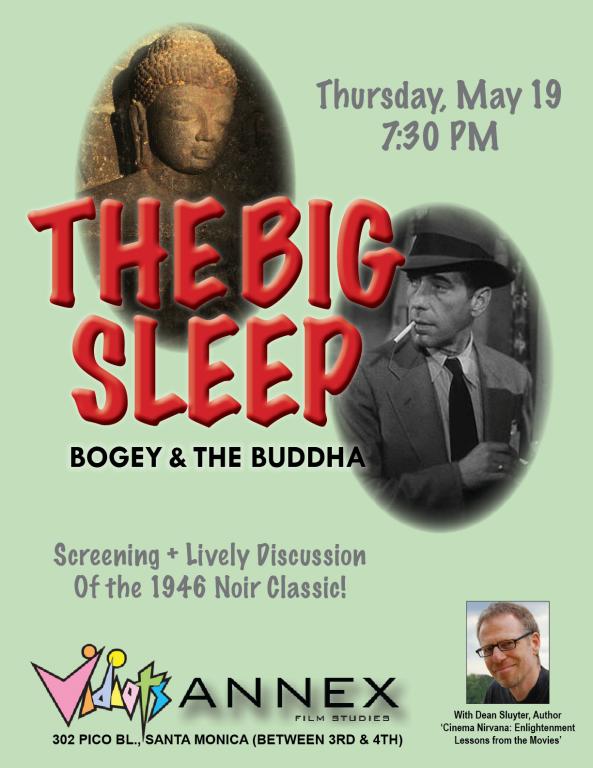 Thursday, May 19
7:30 PM
THE BIG
SLEEP
BOGEY & THE BUDDHA
Screening + Lively Discussion
Of the 1946 Noir Classic!
Vidiots ANNEX
FILM STUDIES
302 PICO BL., SANTA MONICA (BETWEEN 3RD & 4TH)
With Dean Sluyter, Author
‘Cinema Nirvana: Enlightenment
Lessons from the Movies’